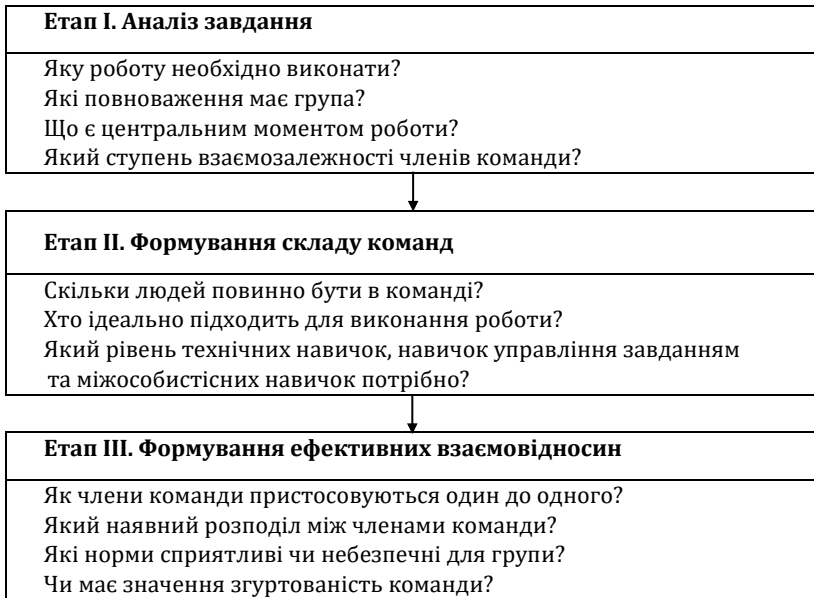 Етап I. Аналіз завдання
Яку роботу необхідно виконати?
Які повноваження має група?
Що є центральним моментом роботи?
Який ступень взаємозалежності членів команди?
Етап II. Формування складу команд
Скільки людей повинно бути в команді?
Хто ідеально підходить для виконання роботи?
Який рівень технічних навичок, навичок управління завданням
та міжособистісних навичок потрібно?
Етап III. Формування ефективних взаємовідносин
Як члени команди пристосовуються один до одного?
Який наявний розподіл між членами команди?
Які норми сприятливі чи небезпечні для групи?
Чи має значення згуртованість команди?